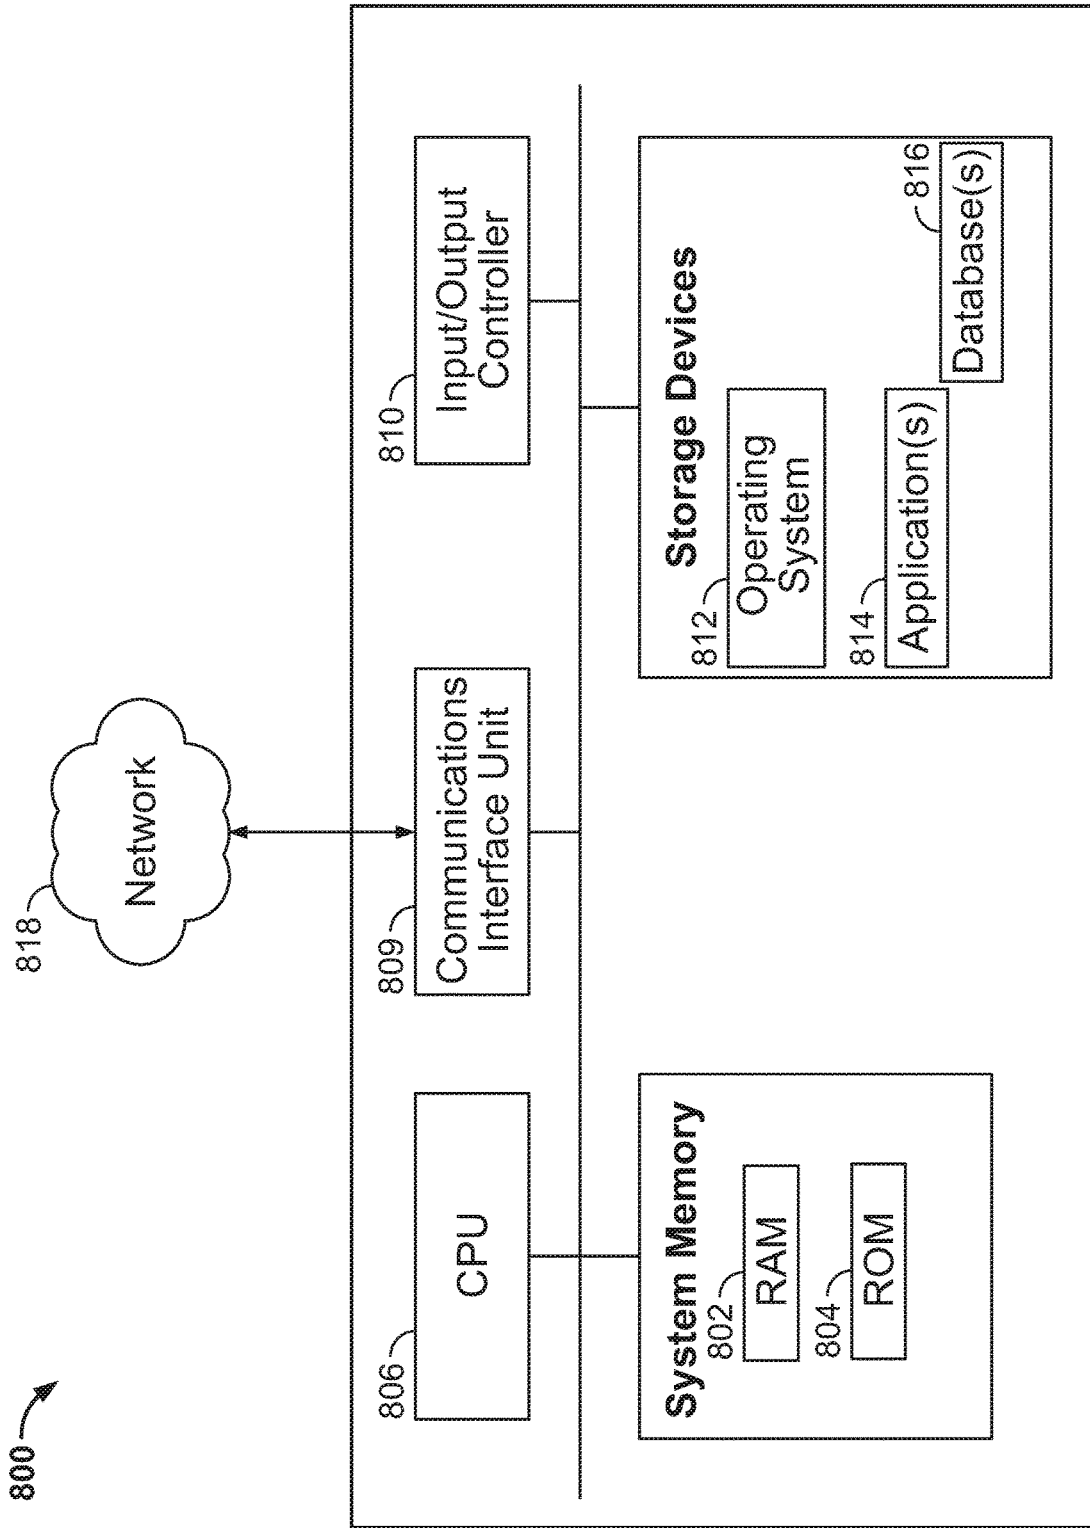 800
818
Network
806
CPU
809
Communications
Interface Unit
810
Input/Output
Controller
System Memory
802
RAM
804
ROM
Storage Devices
812
Operating
System
814
Application(s)
816
Database(s)